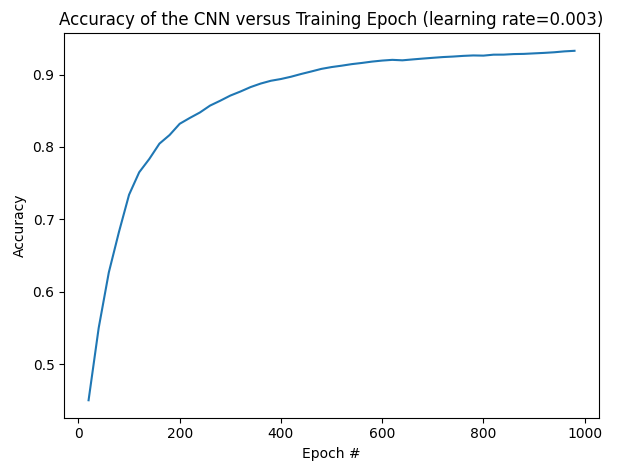 Accuracy of the CNN versus Training Epoch (learning rate=0.003)
Accuracy
0.9
0.8
0.7
0.6
0.5
0 200 400 600 800 1000
Epoch #